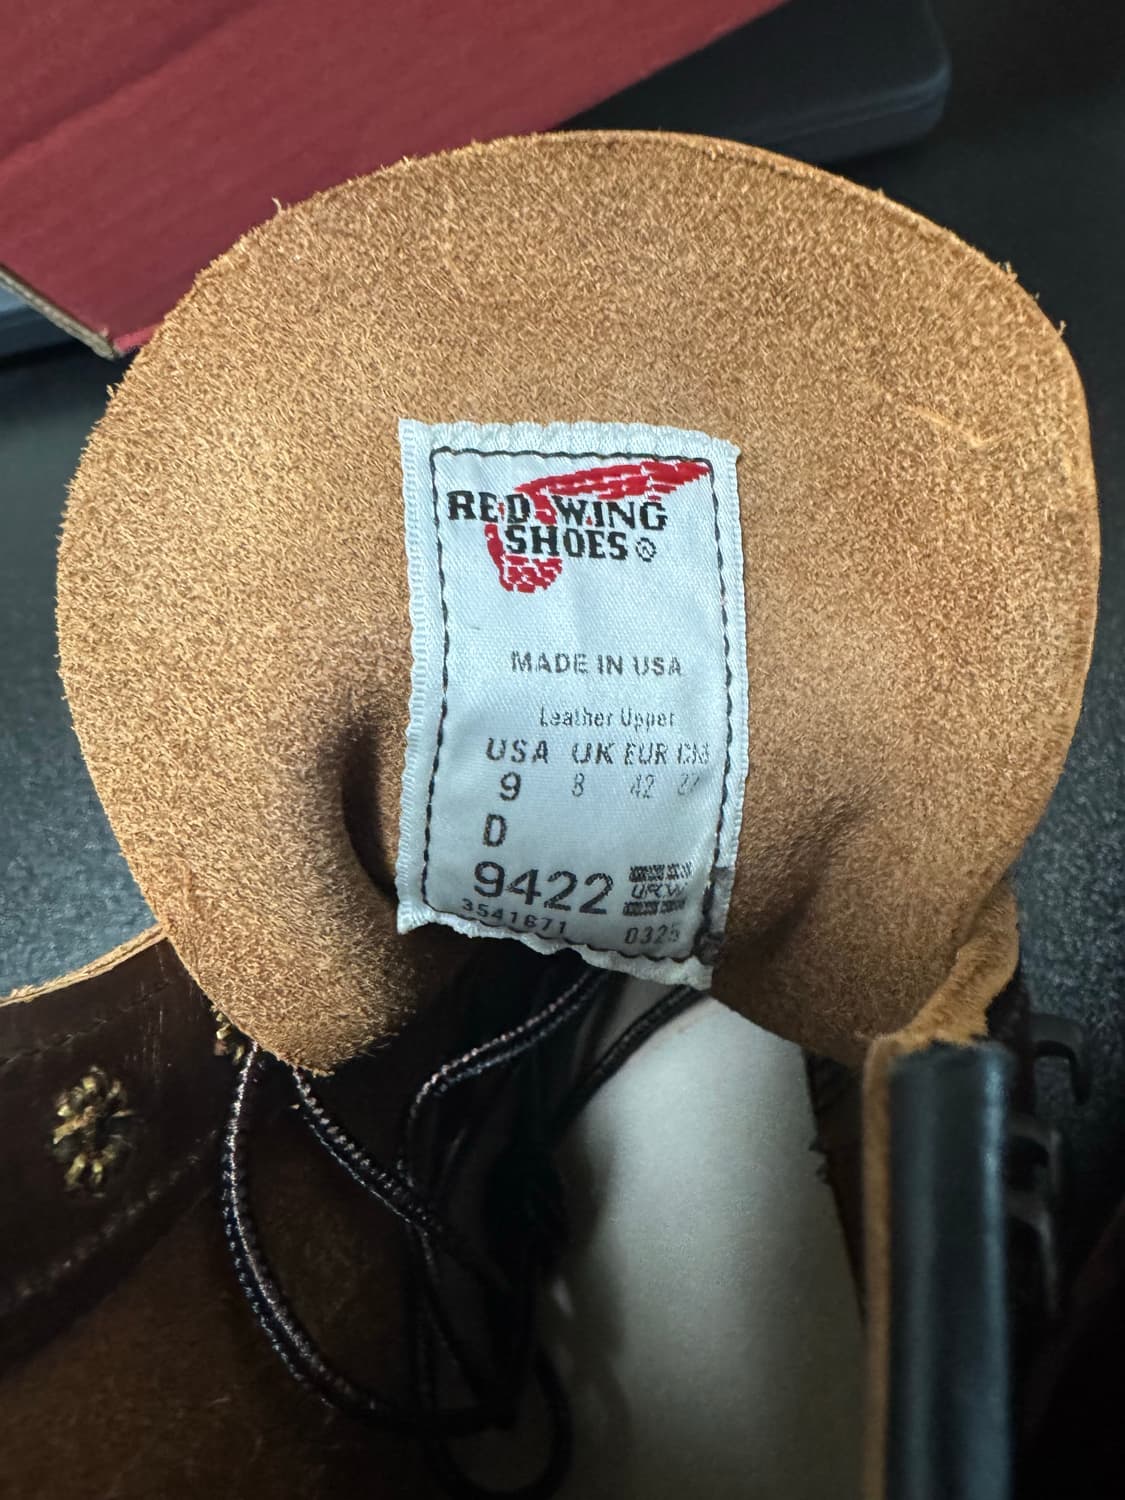 RED WING
SHOES®
MADE IN USA
Leather Upper
USA UK EUR CM
9 8 42 27
D
9422
3541671 0325